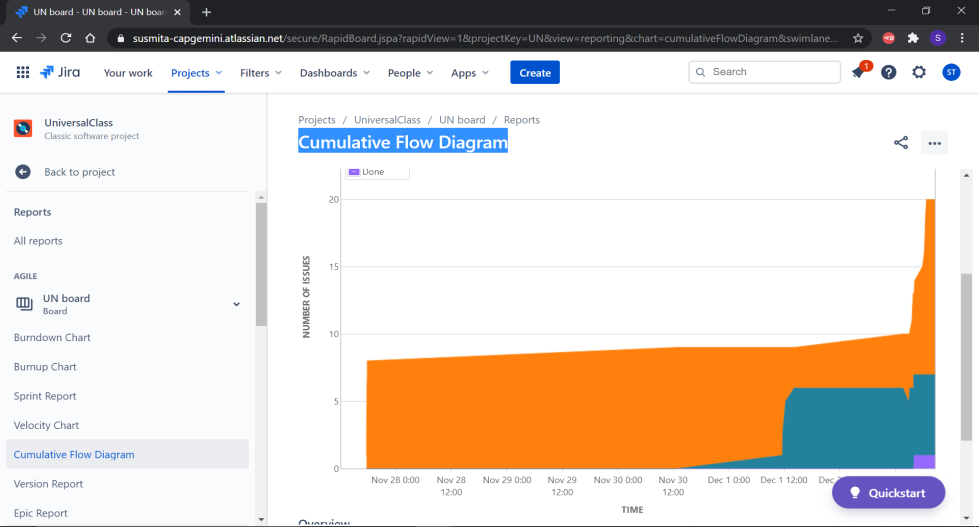 UN board - UN board - UN board
susmita-capgemini.atlassian.net/secure/RapidBoard.jspa?rapidView=1&projectKey=UN&view=reporting&chart=cumulativeFlowDiagram&swimlane...
S
Jira
Your work
Projects
Filters
Dashboards
People
Apps
Create
Search
1
ST
UniversalClass
Classic software project
Back to project
Reports
All reports
AGILE
UN board
Board
Burndown Chart
Burnup Chart
Sprint Report
Velocity Chart
Cumulative Flow Diagram
Version Report
Epic Report
Projects / UniversalClass / UN board / Reports
Cumulative Flow Diagram
Done
NUMBER OF ISSUES
20
15
10
5
0
Nov 28 0:00
Nov 28 12:00
Nov 29 0:00
Nov 29 12:00
Nov 30 0:00
Nov 30 12:00
Dec 1 0:00
Dec 1 12:00
TIME
Quickstart
Overview